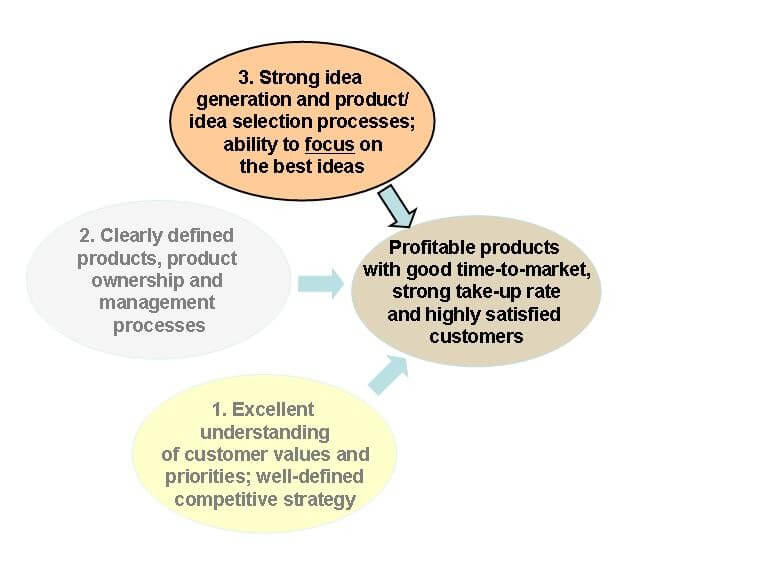 3. Strong idea
generation and product/
idea selection processes;
ability to focus on
the best ideas
2. Clearly defined
products, product
ownership and
management
processes
Profitable products
with good time-to-market,
strong take-up rate
and highly satisfied
customers
1. Excellent
understanding
of customer values and
priorities; well-defined
competitive strategy